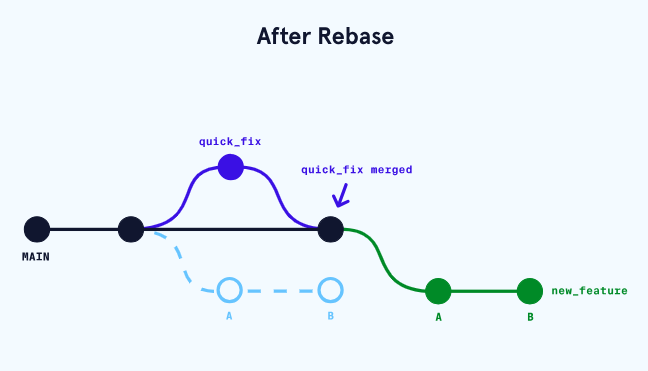 After Rebase
quick_fix
quick_fix merged
MAIN
new_feature
A
B
A
B